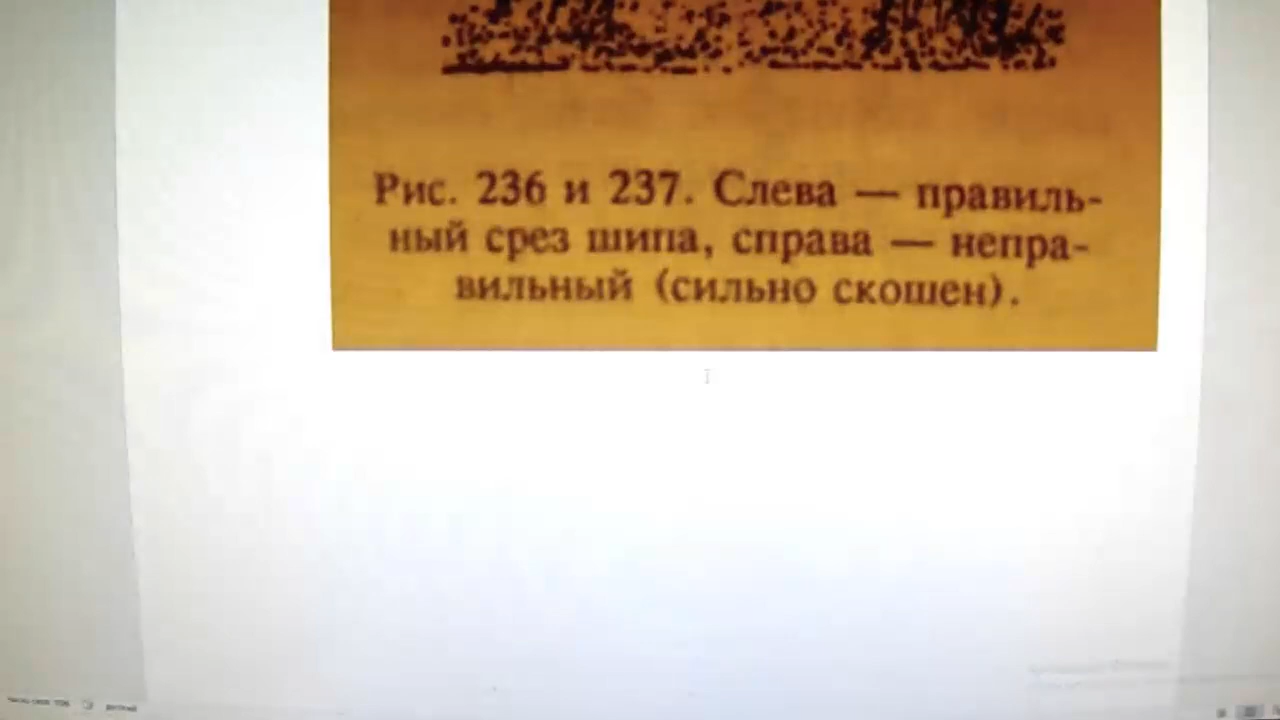 Рис. 236 и 237. Слева — правиль-
ный срез шипа, справа — непра-
вильный (сильно скошен).